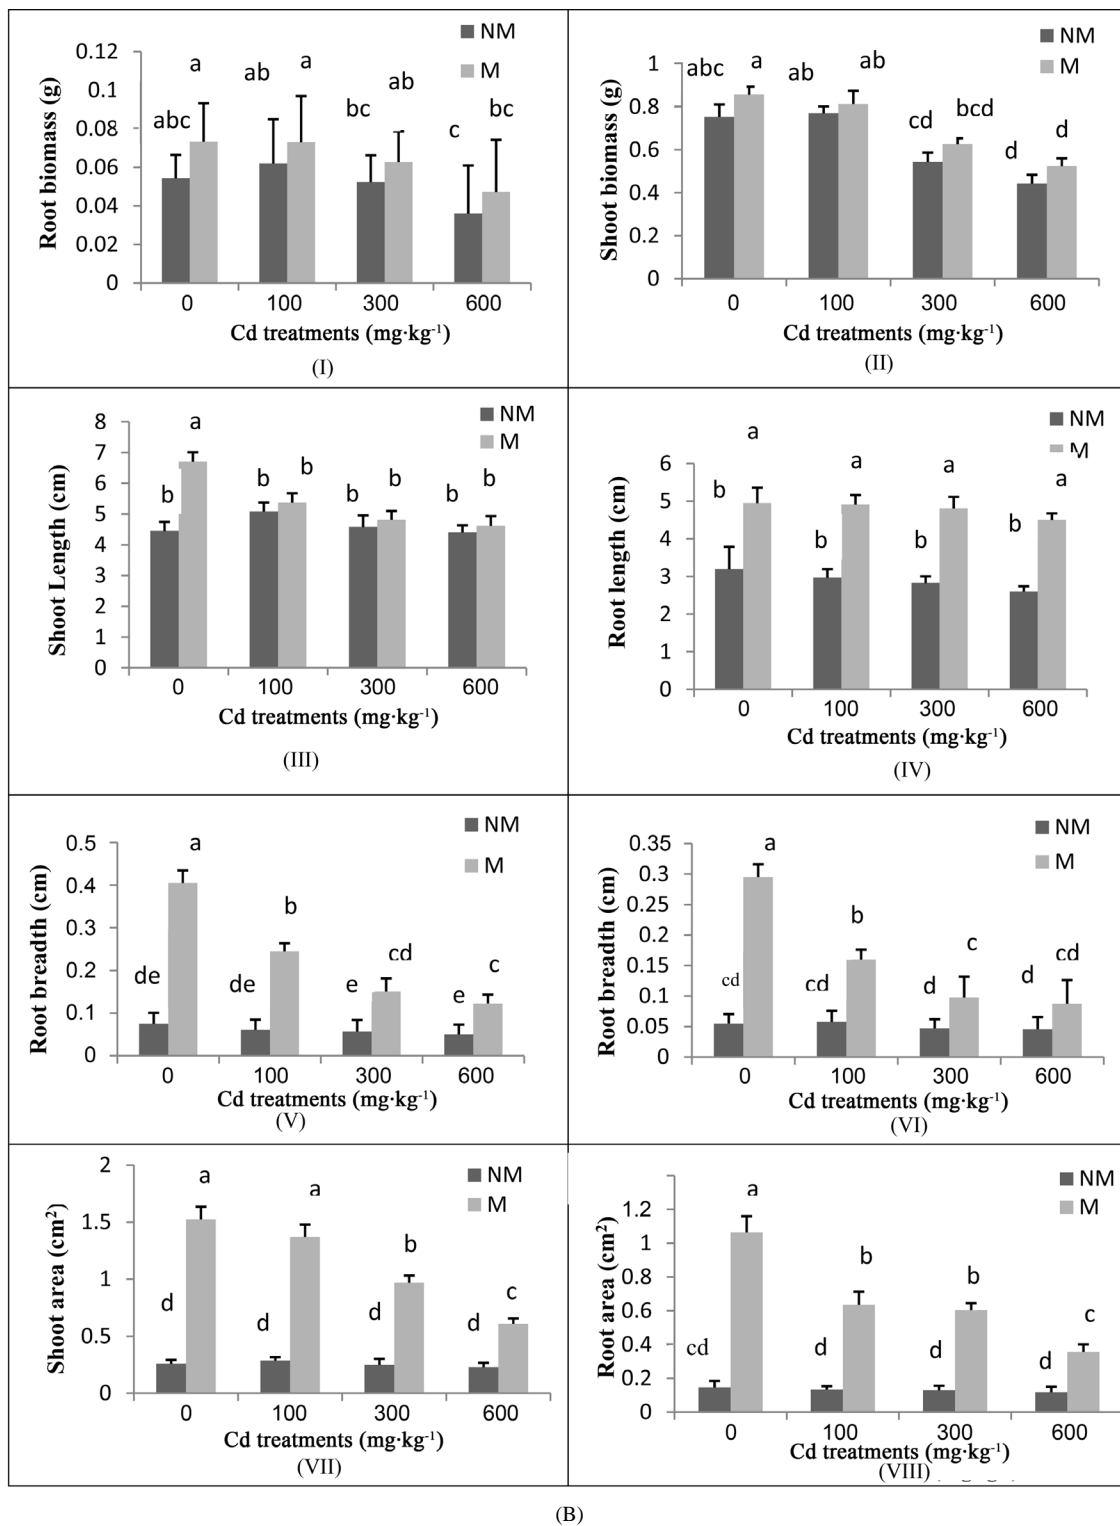 NM
M
0.12
0.1
0.08
0.06
0.04
0.02
0
Root biomass (g)
abc
a
ab
a
bc
ab
c
bc
0
100
300
600
Cd treatments (mg·kg-1)
(I)
NM
M
1
0.8
0.6
0.4
0.2
0
Shoot biomass (g)
abc
a
ab
ab
cd
bcd
d
d
0
100
300
600
Cd treatments (mg·kg-1)
(II)
NM
M
8
7
6
5
4
3
2
1
0
Shoot Length (cm)
b
a
b
b
b
b
b
b
0
100
300
600
Cd treatments (mg·kg-1)
(III)
NM
M
6
5
4
3
2
1
0
Root length (cm)
b
a
b
a
b
a
b
a
0
100
300
600
Cd treatments (mg·kg-1)
(IV)
NM
M
0.5
0.4
0.3
0.2
0.1
0
Root breadth (cm)
de
a
de
b
e
cd
e
c
0
100
300
600
Cd treatments (mg·kg-1)
(V)
NM
M
0.35
0.3
0.25
0.2
0.15
0.1
0.05
0
Root breadth (cm)
cd
a
cd
b
d
c
d
cd
0
100
300
600
Cd treatments (mg·kg-1)
(VI)
NM
M
2
1.5
1
0.5
0
Shoot area (cm2)
d
a
d
a
d
b
d
c
0
100
300
600
Cd treatments (mg·kg-1)
(VII)
NM
M
1.2
1
0.8
0.6
0.4
0.2
0
Root area (cm2)
cd
a
d
b
d
b
d
c
0
100
300
600
Cd treatments (mg·kg-1)
(VIII)
(B)